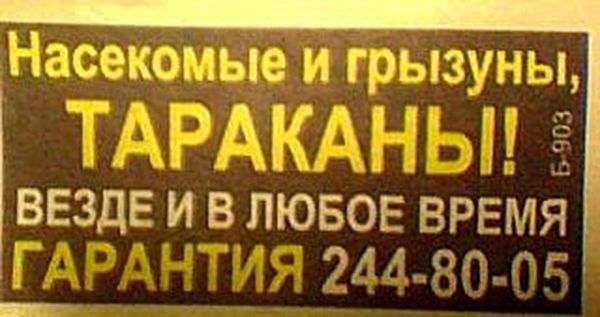 Насекомые и грызуны,
ТАРАКАНЫ!
Б-903
ВЕЗДЕ И В ЛЮБОЕ ВРЕМЯ
ГАРАНТИЯ 244-80-05